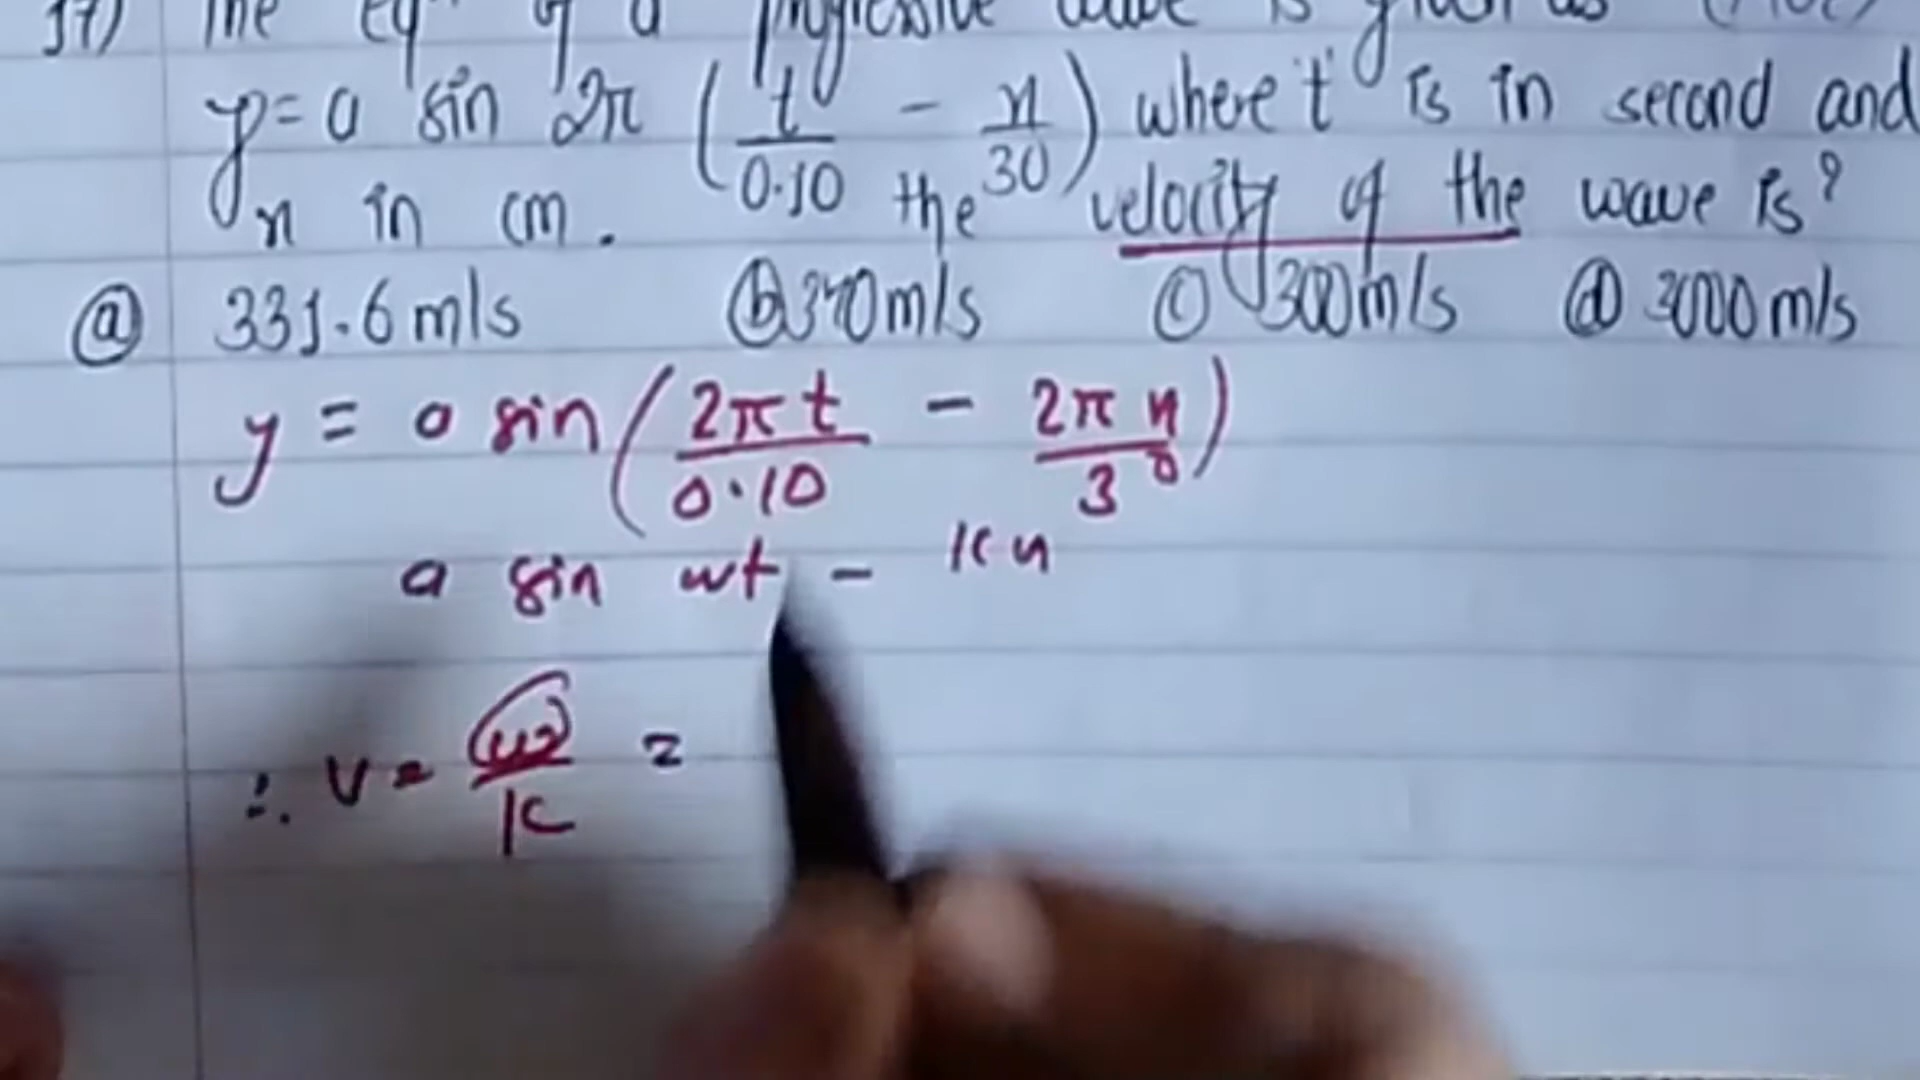 17) The eqn of a progressive wave is given as
y = a sin 2π (t/0.10 - x/30) where t is in second and
x in cm. the velocity of the wave is?
(a) 331.6 m/s (b) 340 m/s (c) 300 m/s (d) 3000 m/s
y = a sin (2πt/0.10 - 2πx/30)
a sin wt - kx
∴ v = w/k =